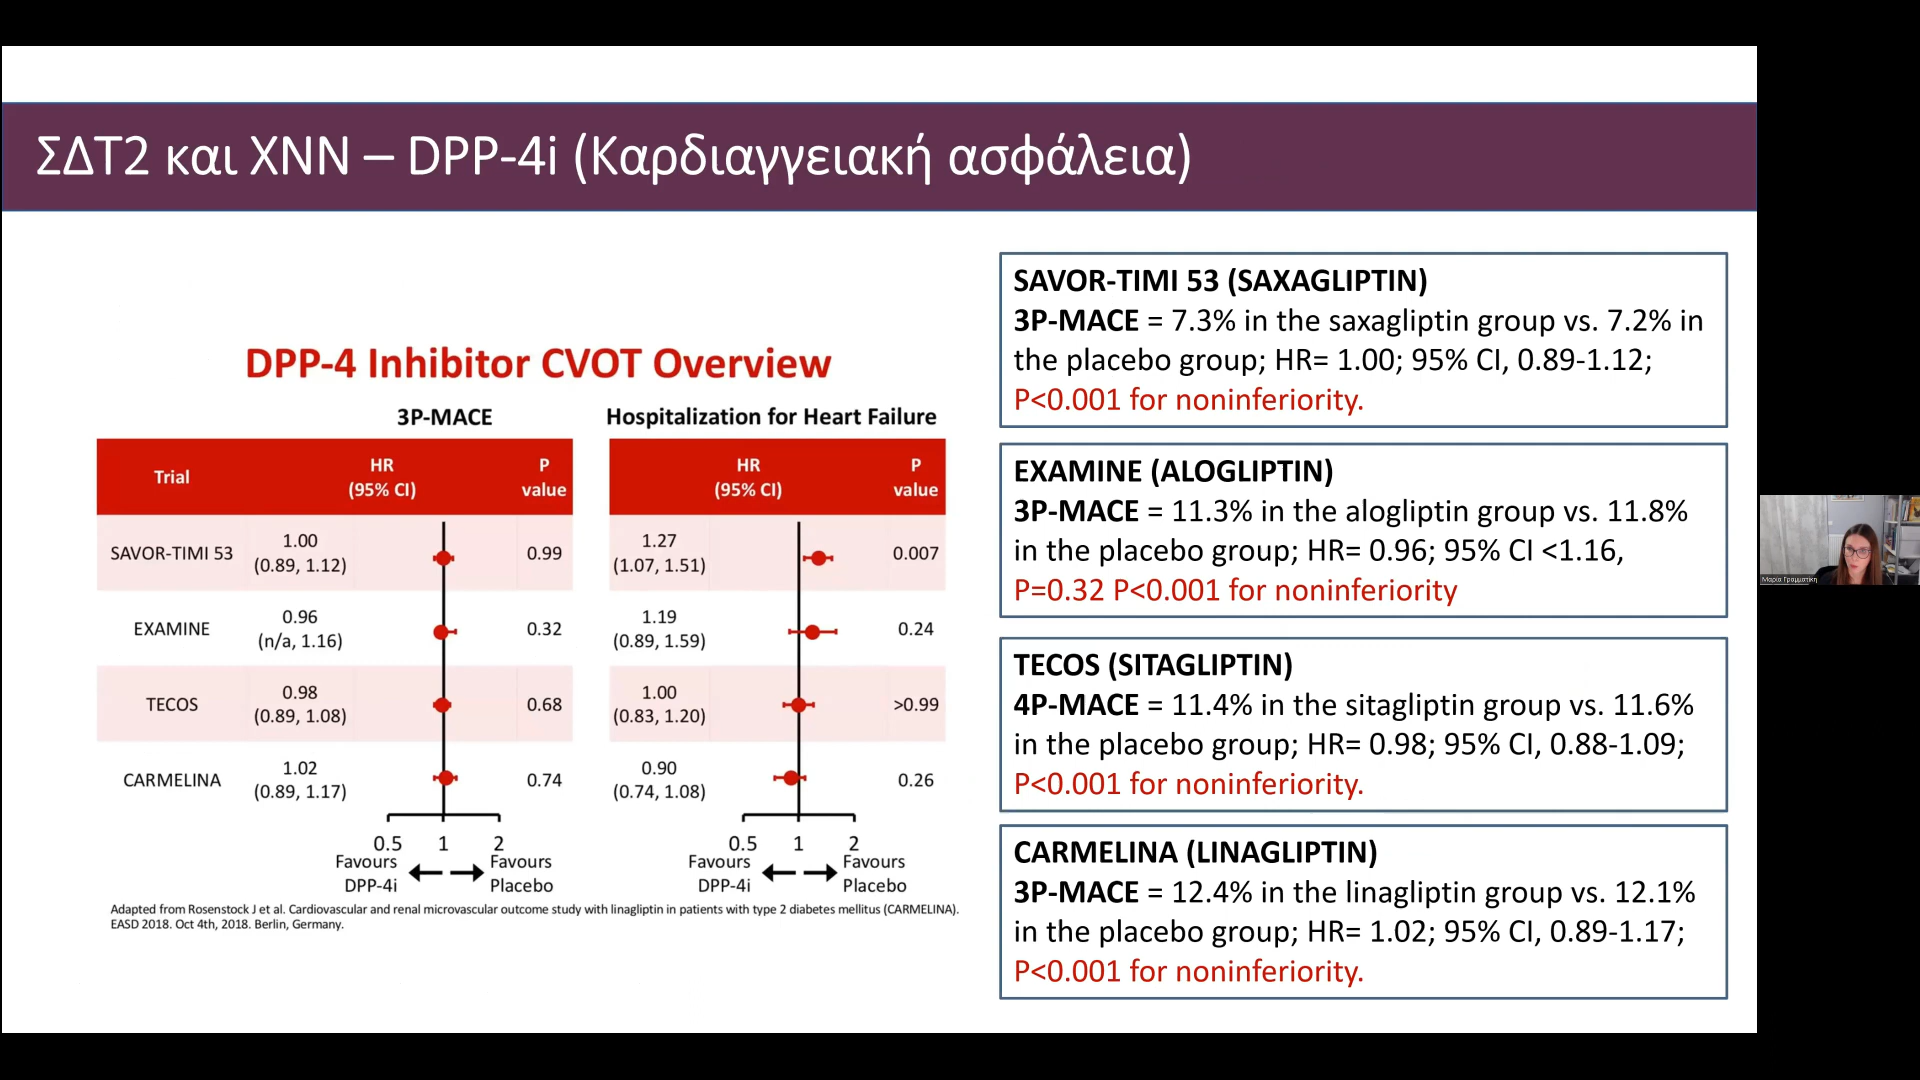 ΣΔΤ2 και ΧΝΝ – DPP-4i (Καρδιαγγειακή ασφάλεια)
DPP-4 Inhibitor CVOT Overview
3P-MACE
Hospitalization for Heart Failure
Trial
HR
(95% CI)
P
value
HR
(95% CI)
P
value
SAVOR-TIMI 53
1.00
(0.89, 1.12)
0.99
1.27
(1.07, 1.51)
0.007
EXAMINE
0.96
(n/a, 1.16)
0.32
1.19
(0.89, 1.59)
0.24
TECOS
0.98
(0.89, 1.08)
0.68
1.00
(0.83, 1.20)
>0.99
CARMELINA
1.02
(0.89, 1.17)
0.74
0.90
(0.74, 1.08)
0.26
0.5 1 2
Favours
DPP-4i
Favours
Placebo
0.5 1 2
Favours
DPP-4i
Favours
Placebo
Adapted from Rosenstock J et al. Cardiovascular and renal microvascular outcome study with linagliptin in patients with type 2 diabetes mellitus (CARMELINA).
EASD 2018. Oct 4th, 2018. Berlin, Germany.
SAVOR-TIMI 53 (SAXAGLIPTIN)
3P-MACE = 7.3% in the saxagliptin group vs. 7.2% in
the placebo group; HR= 1.00; 95% CI, 0.89-1.12;
P<0.001 for noninferiority.
EXAMINE (ALOGLIPTIN)
3P-MACE = 11.3% in the alogliptin group vs. 11.8%
in the placebo group; HR= 0.96; 95% CI <1.16,
P=0.32 P<0.001 for noninferiority
TECOS (SITAGLIPTIN)
4P-MACE = 11.4% in the sitagliptin group vs. 11.6%
in the placebo group; HR= 0.98; 95% CI, 0.88-1.09;
P<0.001 for noninferiority.
CARMELINA (LINAGLIPTIN)
3P-MACE = 12.4% in the linagliptin group vs. 12.1%
in the placebo group; HR= 1.02; 95% CI, 0.89-1.17;
P<0.001 for noninferiority.
Μαρία Γραμματίκη